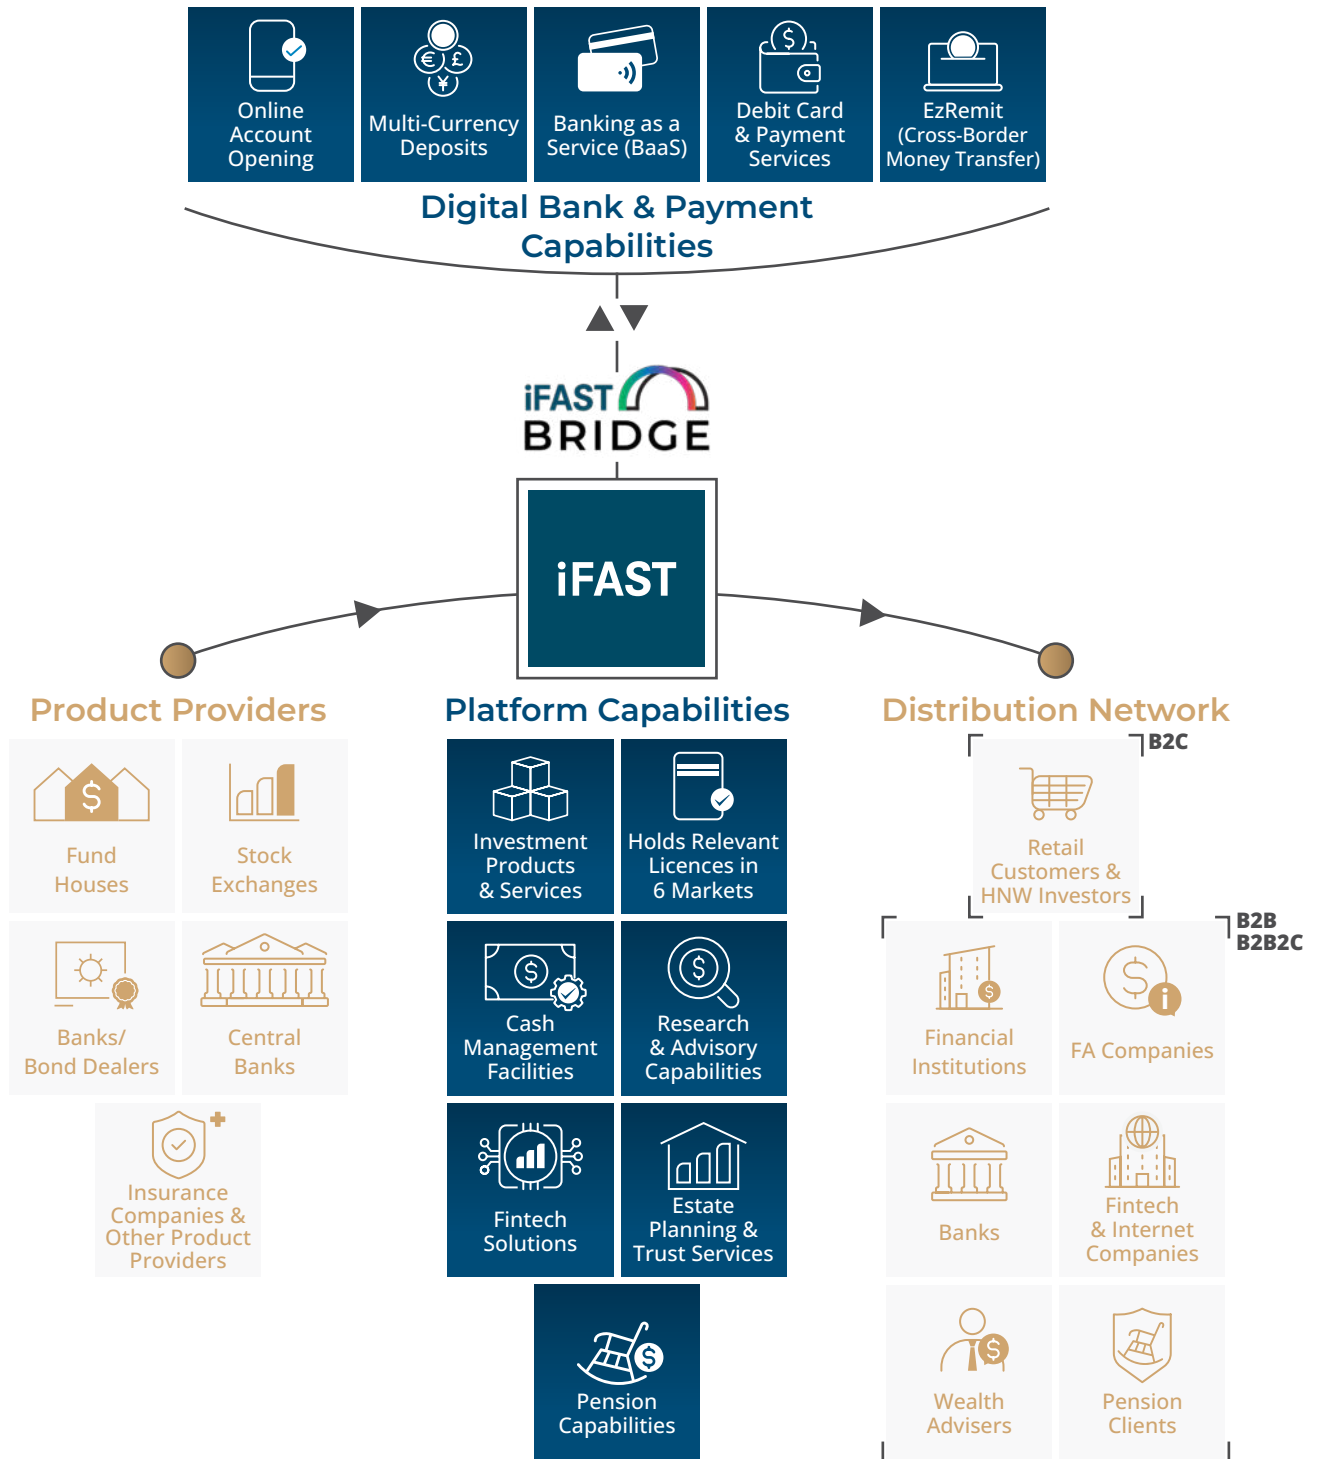 Online
Account
Opening
Multi-Currency
Deposits
Banking as a
Service (BaaS)
Debit Card
& Payment
Services
EzRemit
(Cross-Border
Money Transfer)
Digital Bank & Payment
Capabilities
iFAST
BRIDGE
iFAST
Product Providers
Fund
Houses
Stock
Exchanges
Banks/
Bond Dealers
Central
Banks
Insurance
Companies &
Other Product
Providers
Platform Capabilities
Investment
Products
& Services
Holds Relevant
Licences in
6 Markets
Cash
Management
Facilities
Research
& Advisory
Capabilities
Fintech
Solutions
Estate
Planning &
Trust Services
Pension
Capabilities
Distribution Network
B2C
Retail
Customers &
HNW Investors
B2B
B2B2C
Financial
Institutions
FA Companies
Banks
Fintech
& Internet
Companies
Wealth
Advisers
Pension
Clients